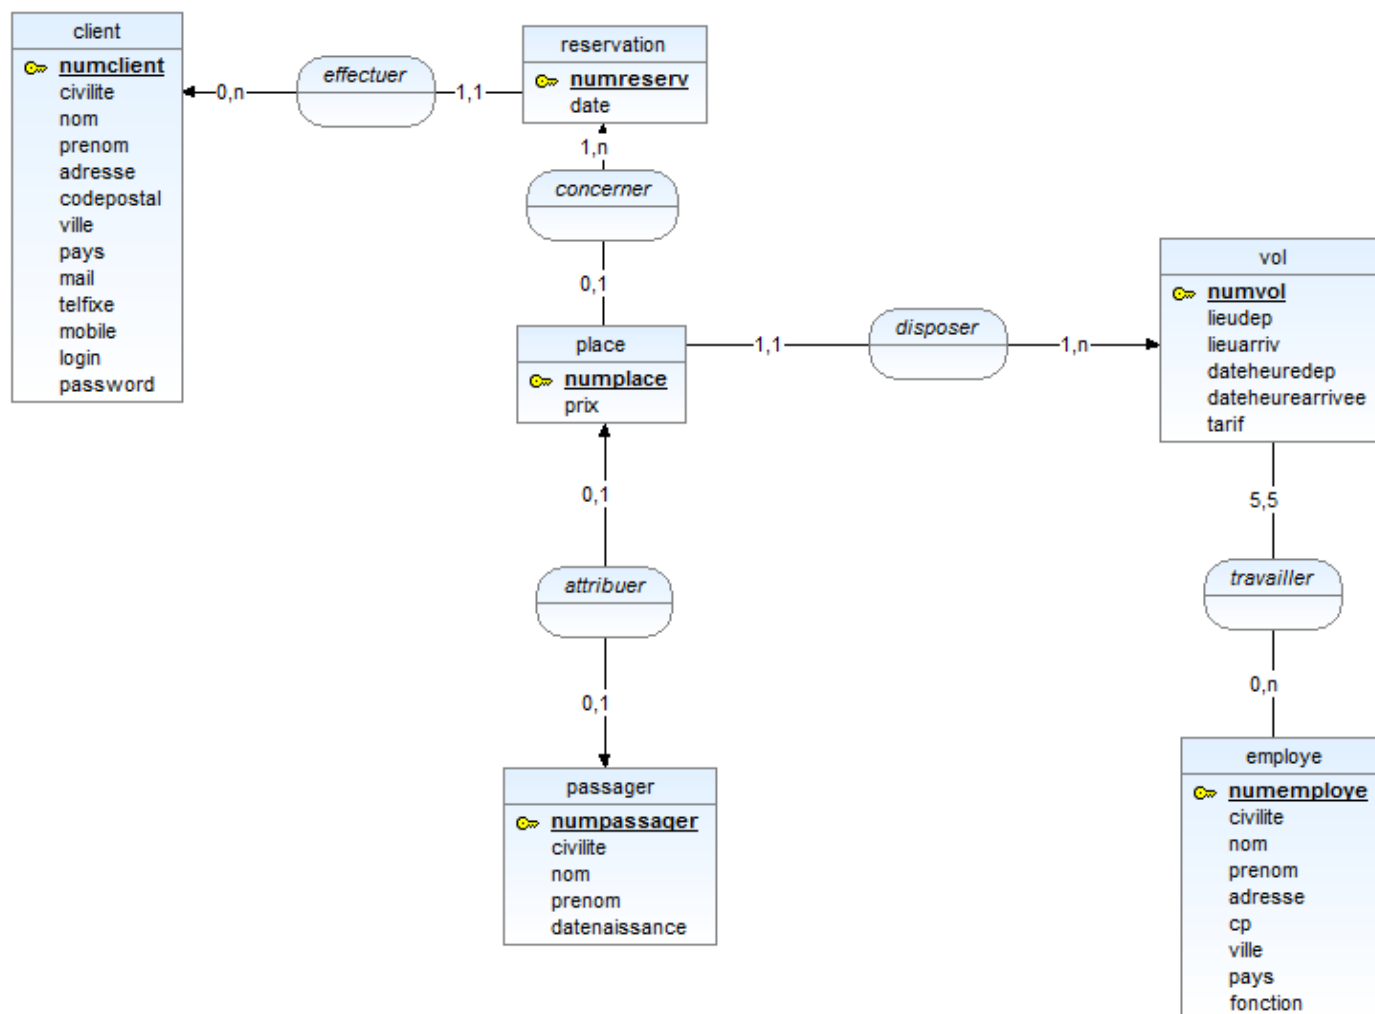 client
numclient
civilite
nom
prenom
adresse
codepostal
ville
pays
mail
telfixe
mobile
login
password
0,n
effectuer
1,1
reservation
numreserv
date
1,n
concerner
0,1
place
numplace
prix
1,1
disposer
1,n
vol
numvol
lieudep
lieuarriv
dateheuredep
dateheurearrivee
tarif
0,1
attribuer
0,1
passager
numpassager
civilite
nom
prenom
datenaissance
5,5
travailler
0,n
employe
numemploye
civilite
nom
prenom
adresse
cp
ville
pays
fonction